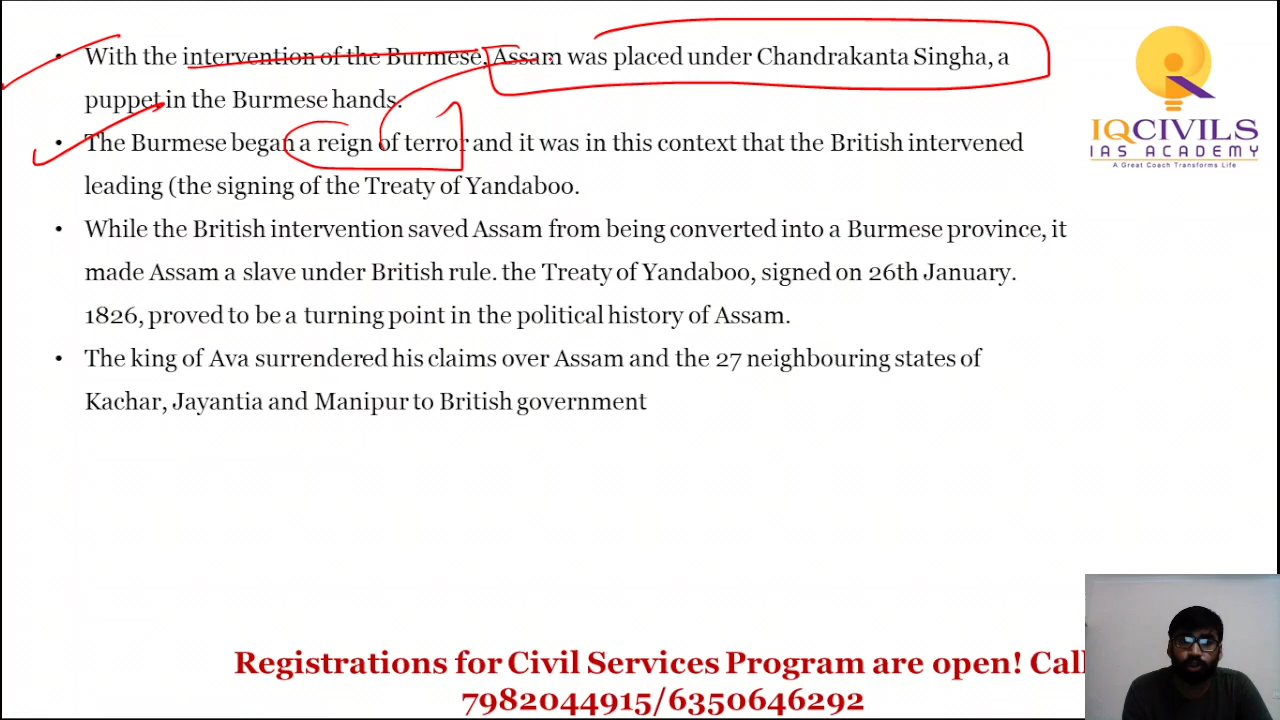 • With the intervention of the Burmese, Assam was placed under Chandrakanta Singha, a
puppet in the Burmese hands.
• The Burmese began a reign of terror and it was in this context that the British intervened
leading (the signing of the Treaty of Yandaboo.
• While the British intervention saved Assam from being converted into a Burmese province, it
made Assam a slave under British rule. the Treaty of Yandaboo, signed on 26th January.
1826, proved to be a turning point in the political history of Assam.
• The king of Ava surrendered his claims over Assam and the 27 neighbouring states of
Kachar, Jayantia and Manipur to British government
IQCIVILS
IAS ACADEMY
A Great Coach Transforms Life
Registrations for Civil Services Program are open! Call
7982044915/6350646292